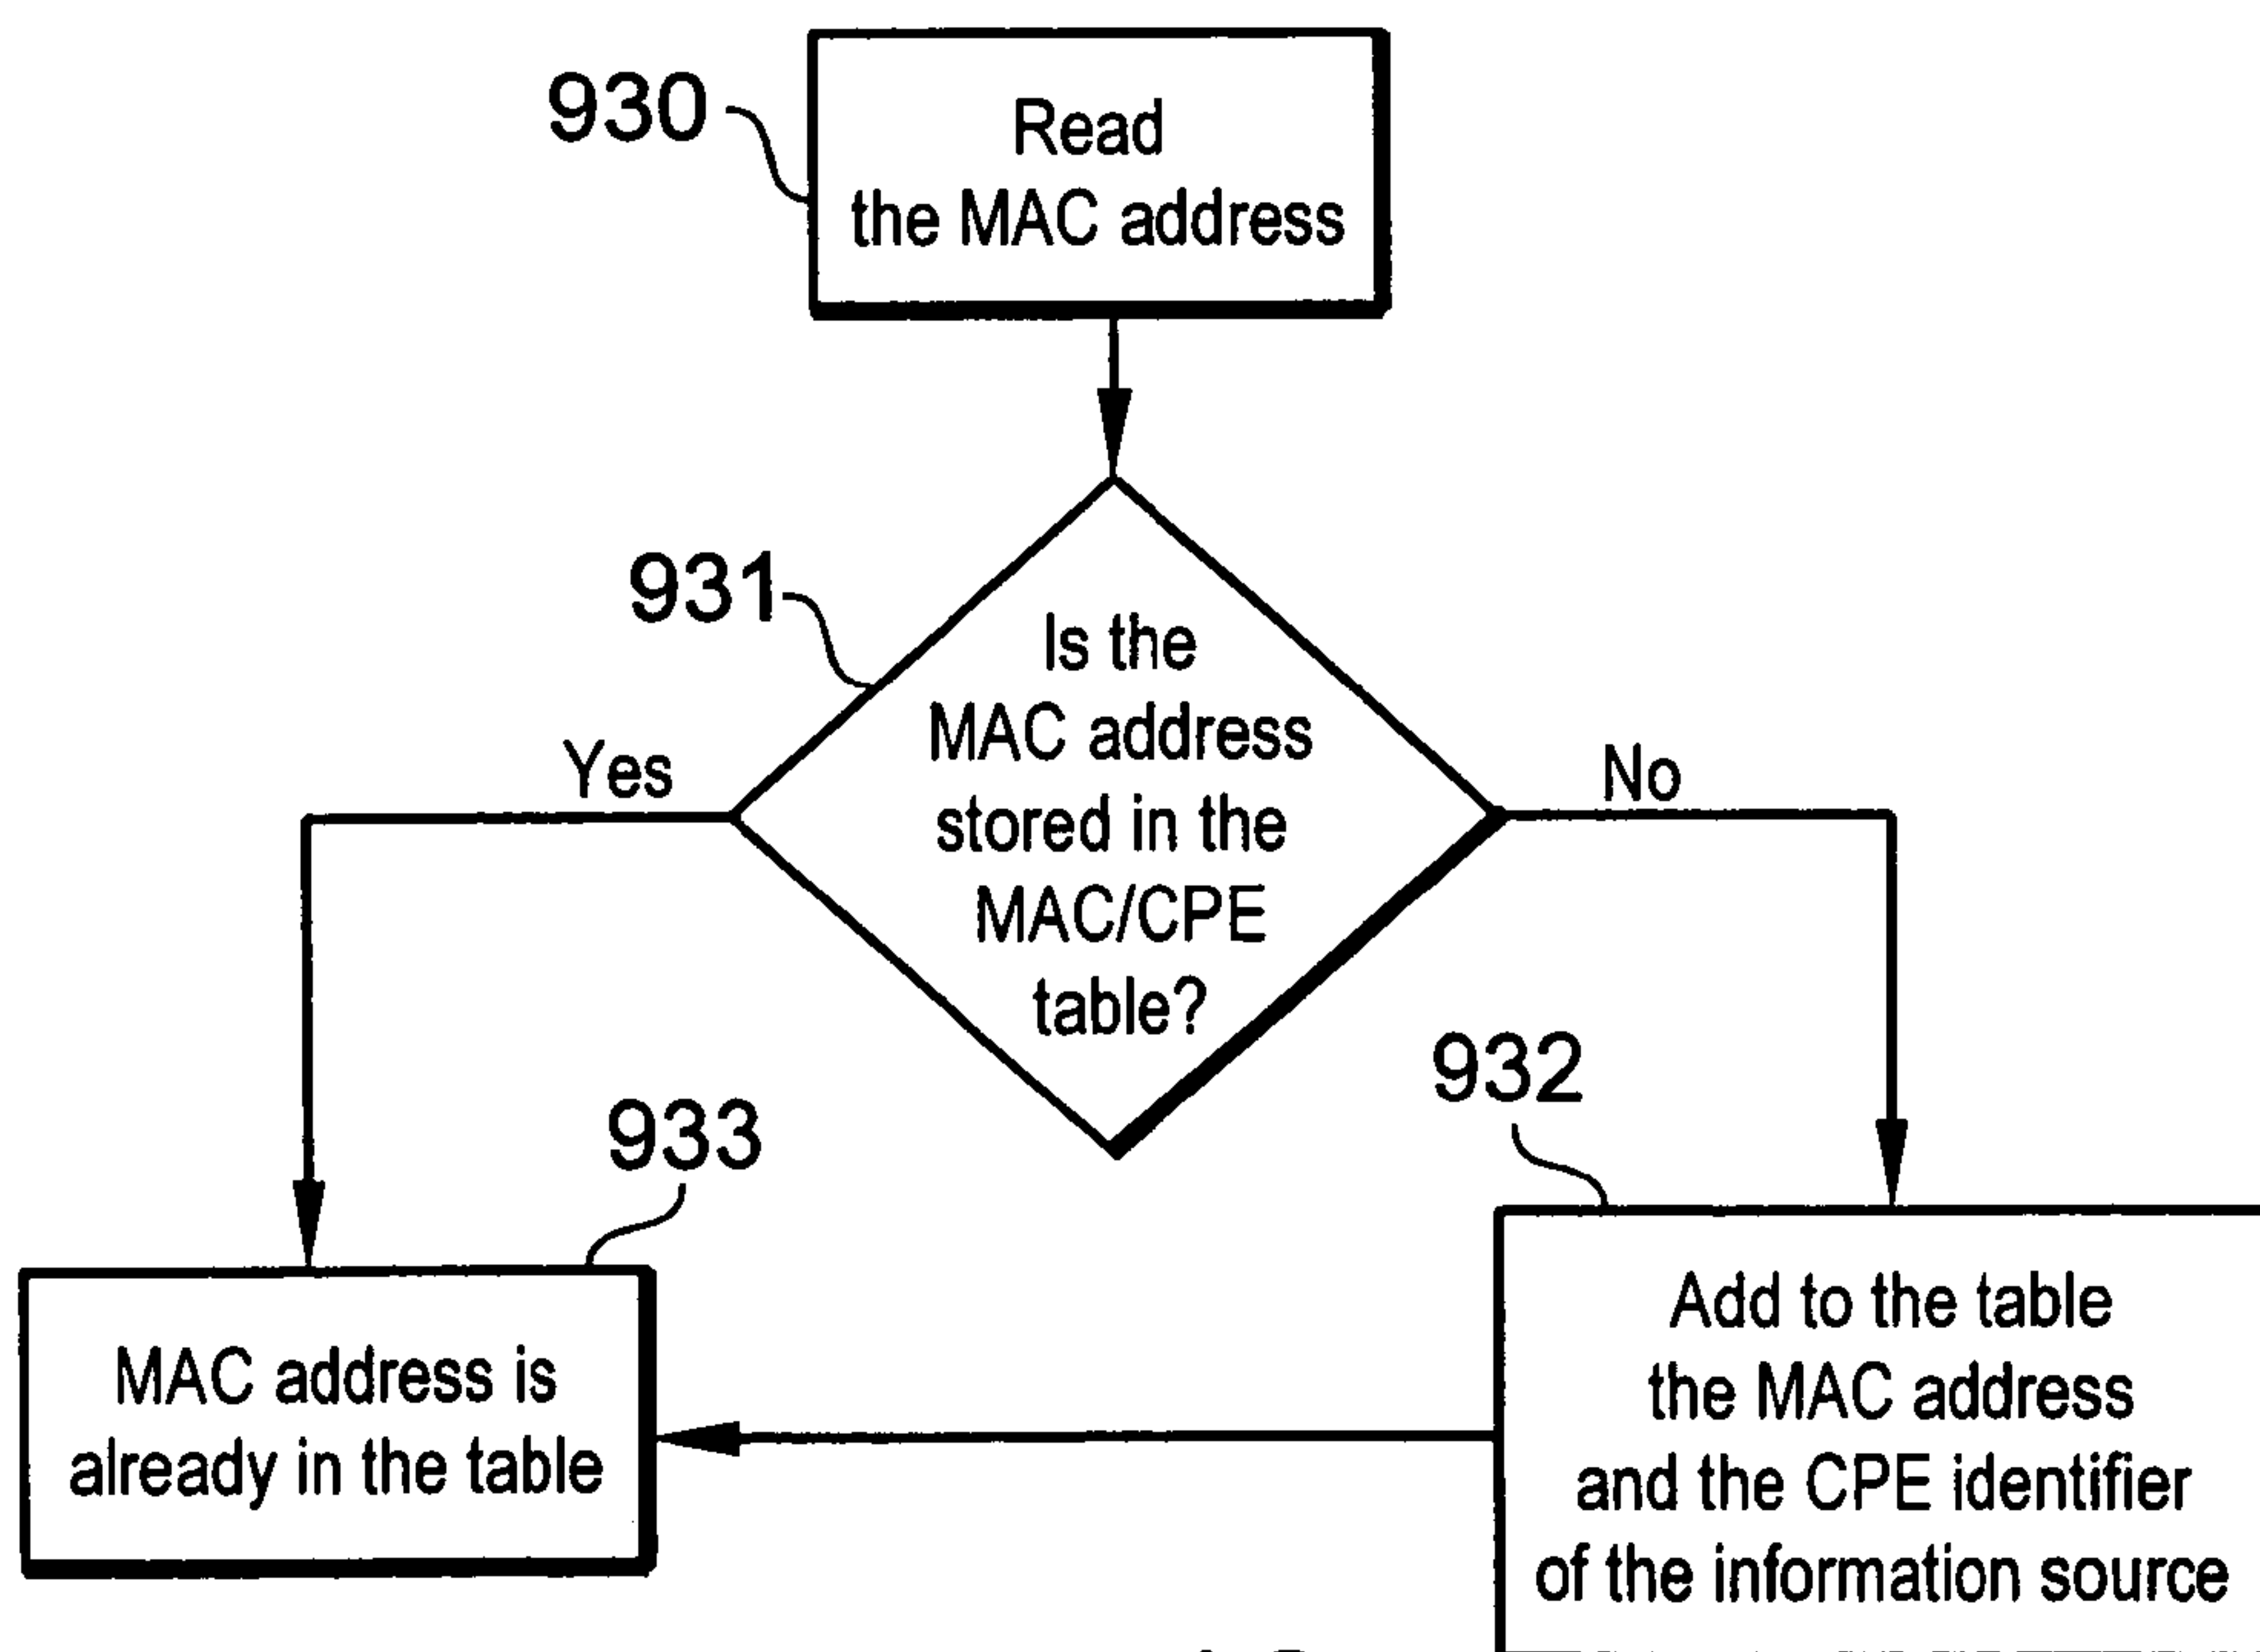 930
Read
the MAC address
931
Is the
MAC address
stored in the
MAC/CPE
table?
Yes
No
932
933
MAC address is
already in the table
Add to the table
the MAC address
and the CPE identifier
of the information source